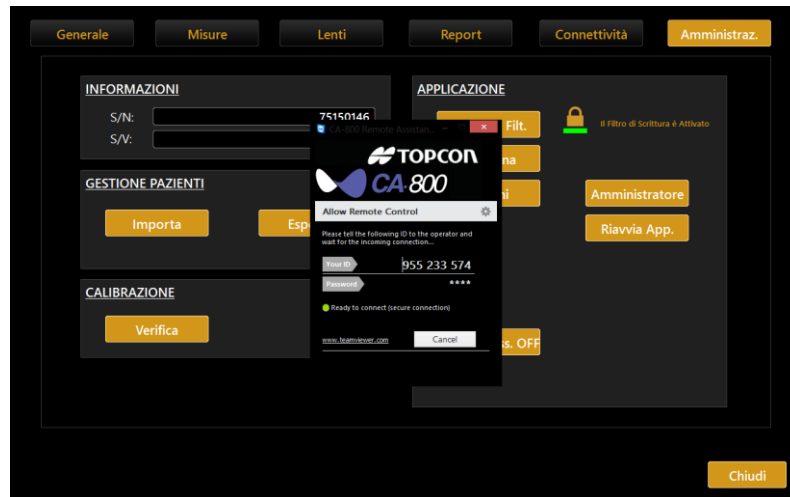 Generale
Misure
Lenti
Report
Connettività
Amministraz.
INFORMAZIONI
S/N:
75150146
S/V:
GESTIONE PAZIENTI
Importa
Esp
CALIBRAZIONE
Verifica
APPLICAZIONE
Filt.
Il Filtro di Scrittura è Attivato
na
ni
Amministratore
Riavvia App.
ss. OFF
CA-800 Remote Assistan...
TOPCON
CA-800
Allow Remote Control
Please tell the following ID to the operator and
wait for the incoming connection...
Your ID
955 233 574
Password
****
Ready to connect (secure connection)
www.teamviewer.com
Cancel
Chiudi